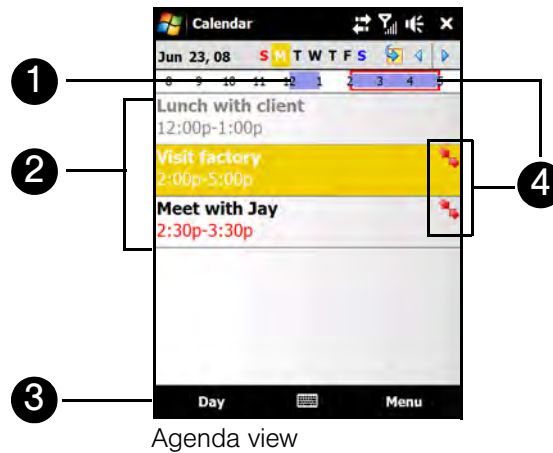 Calendar
Jun 23, 08 S M T W T F S
1
8 9 10 11 12 1 2 3 4 5
Lunch with client
12:00p-1:00p
2
Visit factory
2:00p-5:00p
4
Meet with Jay
2:30p-3:30p
3
Day Menu
Agenda view